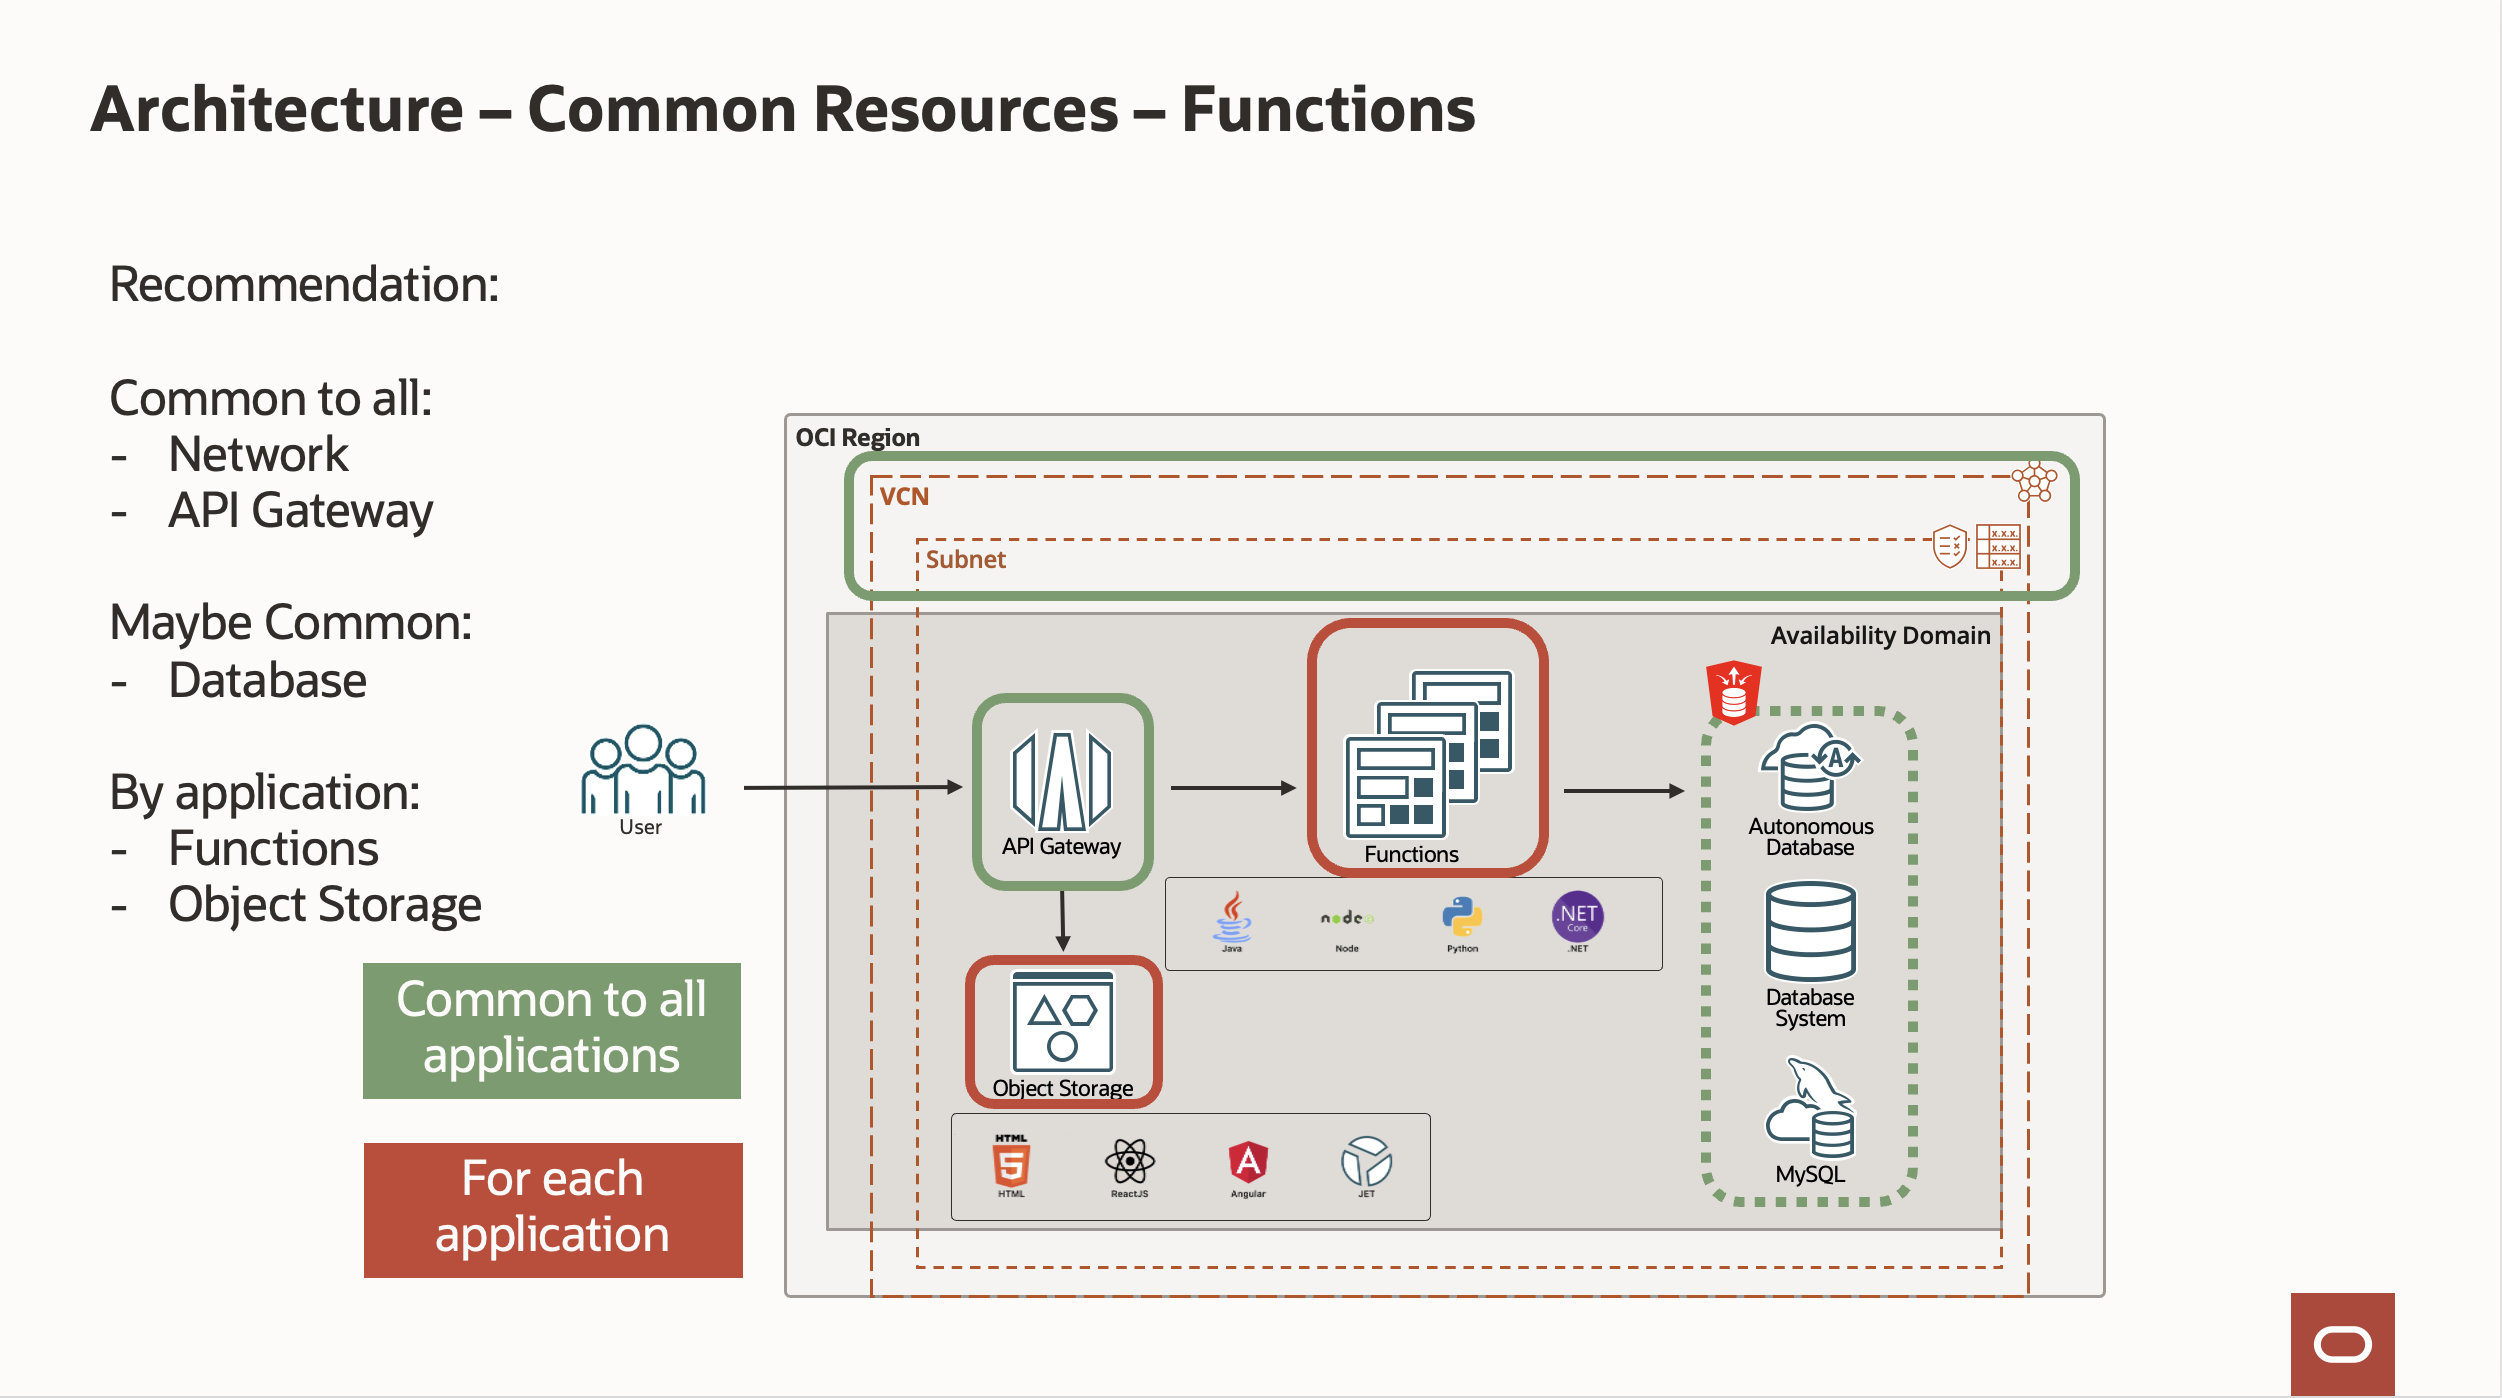 Architecture – Common Resources – Functions
Recommendation:
Common to all:
- Network
- API Gateway
Maybe Common:
- Database
By application:
- Functions
- Object Storage
Common to all
applications
For each
application
User
OCI Region
VCN
Subnet
x.x.x.
x.x.x.
x.x.x.
Availability Domain
API Gateway
Functions
Java
node
Node
Python
.NET
Core
.NET
Object Storage
HTML
5
HTML
ReactJS
A
Angular
JET
A
Autonomous
Database
Database
System
MySQL